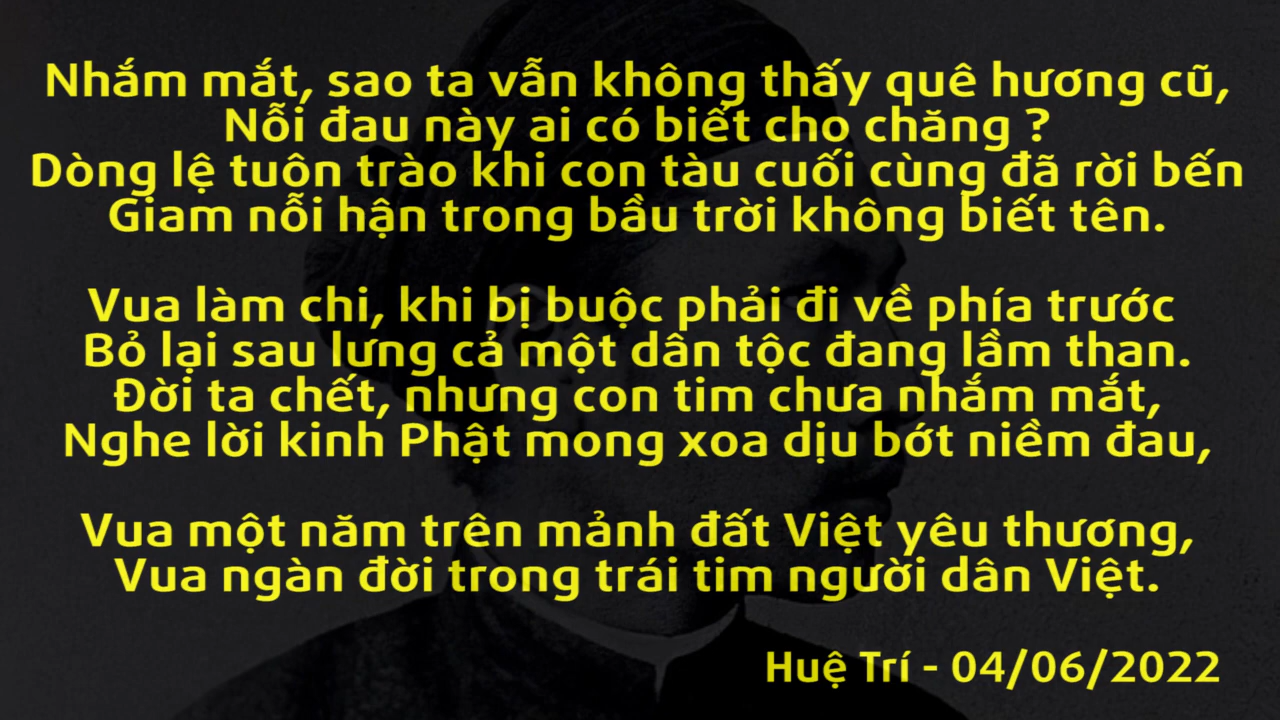 Nhắm mắt, sao ta vẫn không thấy quê hương cũ,
Nỗi đau này ai có biết cho chăng ?
Dòng lệ tuôn trào khi con tàu cuối cùng đã rời bến
Giam nỗi hận trong bầu trời không biết tên.
Vua làm chi, khi bị buộc phải đi về phía trước
Bỏ lại sau lưng cả một dân tộc đang lầm than.
Đời ta chết, nhưng con tim chưa nhắm mắt,
Nghe lời kinh Phật mong xoa dịu bớt niềm đau,
Vua một năm trên mảnh đất Việt yêu thương,
Vua ngàn đời trong trái tim người dân Việt.
Huệ Trí - 04/06/2022